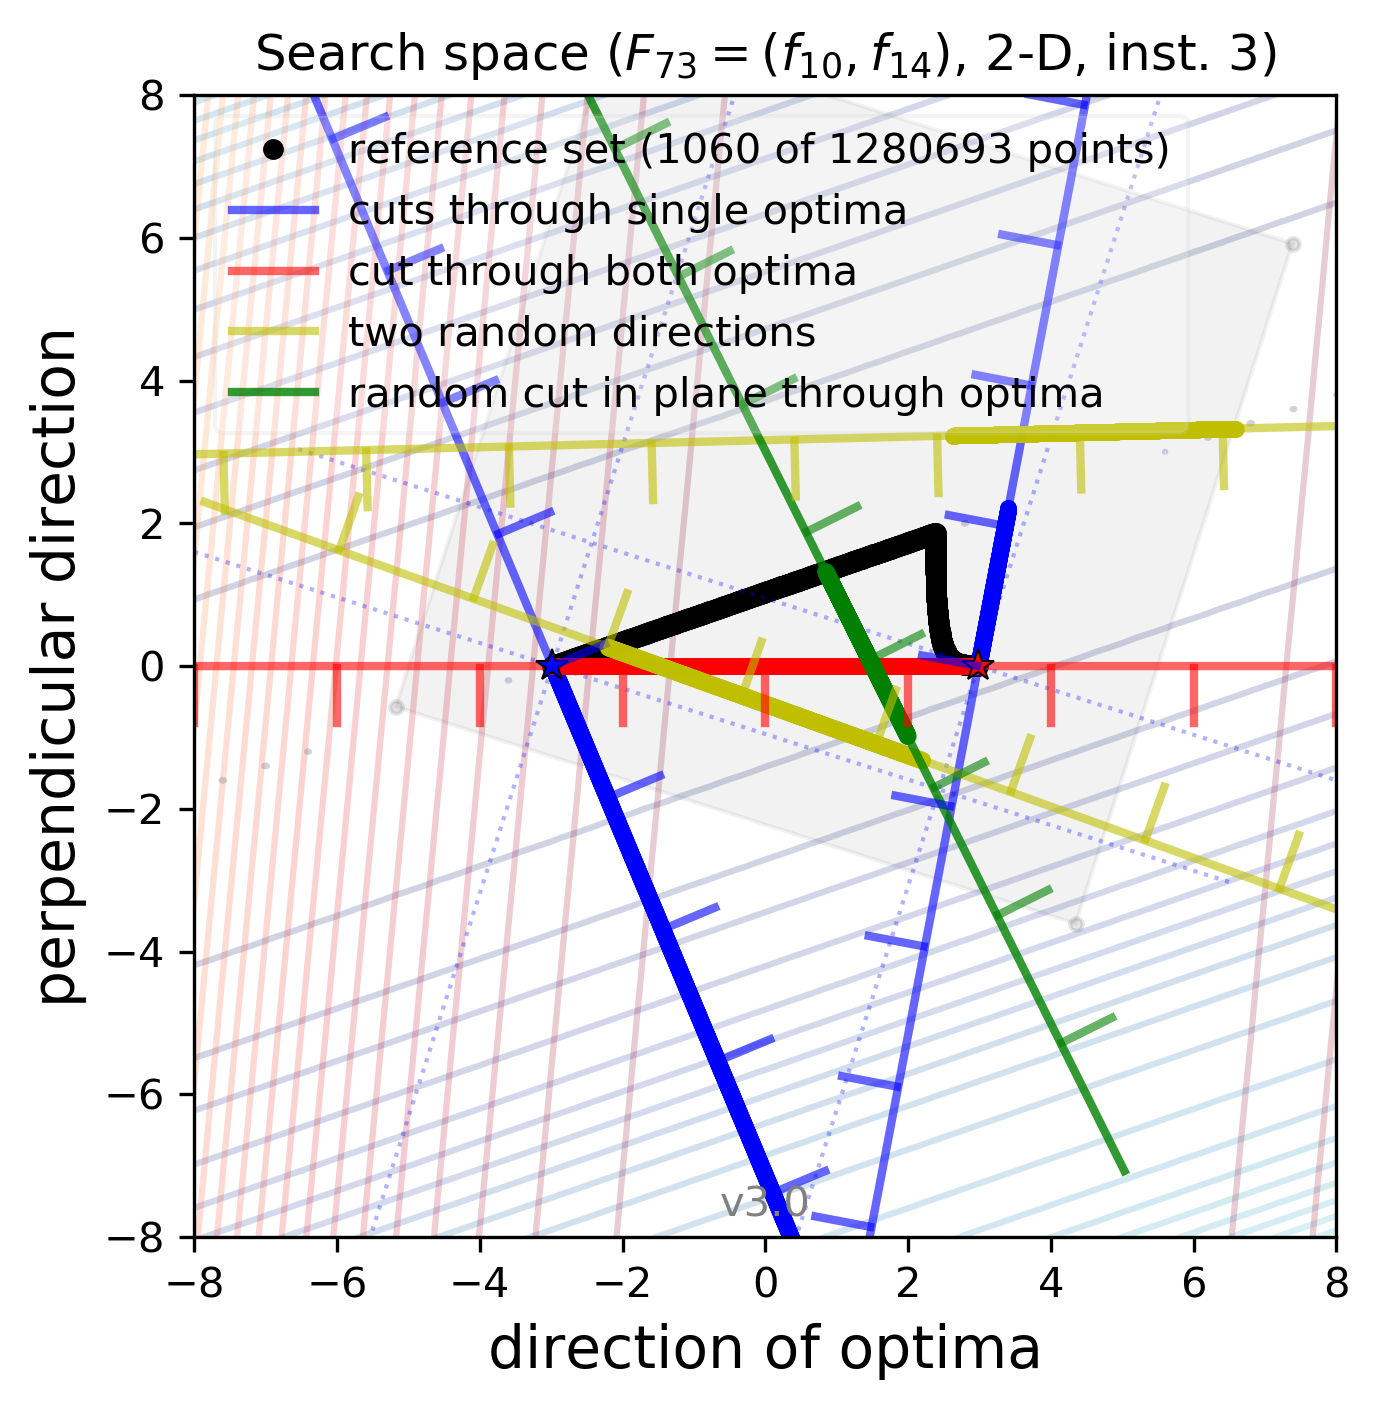 Search space (F73 = (f10, f14), 2-D, inst. 3)
8
6
4
2
0
−2
−4
−6
−8
perpendicular direction
reference set (1060 of 1280693 points)
cuts through single optima
cut through both optima
two random directions
random cut in plane through optima
v3.0
−8 −6 −4 −2 0 2 4 6 8
direction of optima